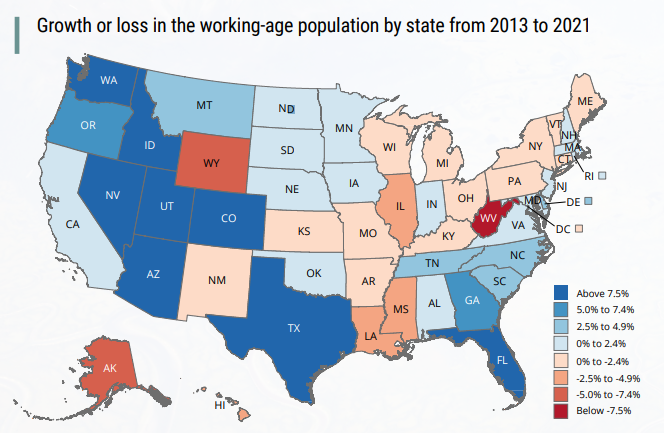 Growth or loss in the working-age population by state from 2013 to 2021
WA
MT
ND
MN
ME
OR
ID
WY
SD
WI
MI
NY
VT
NH
MA
CT
RI
NV
UT
CO
NE
IA
IL
IN
OH
PA
NJ
CA
KS
MO
KY
WV
VA
MD
DE
DC
AZ
NM
OK
AR
TN
NC
SC
TX
LA
MS
AL
GA
FL
AK
HI
Above 7.5%
5.0% to 7.4%
2.5% to 4.9%
0% to 2.4%
0% to -2.4%
-2.5% to -4.9%
-5.0% to -7.4%
Below -7.5%